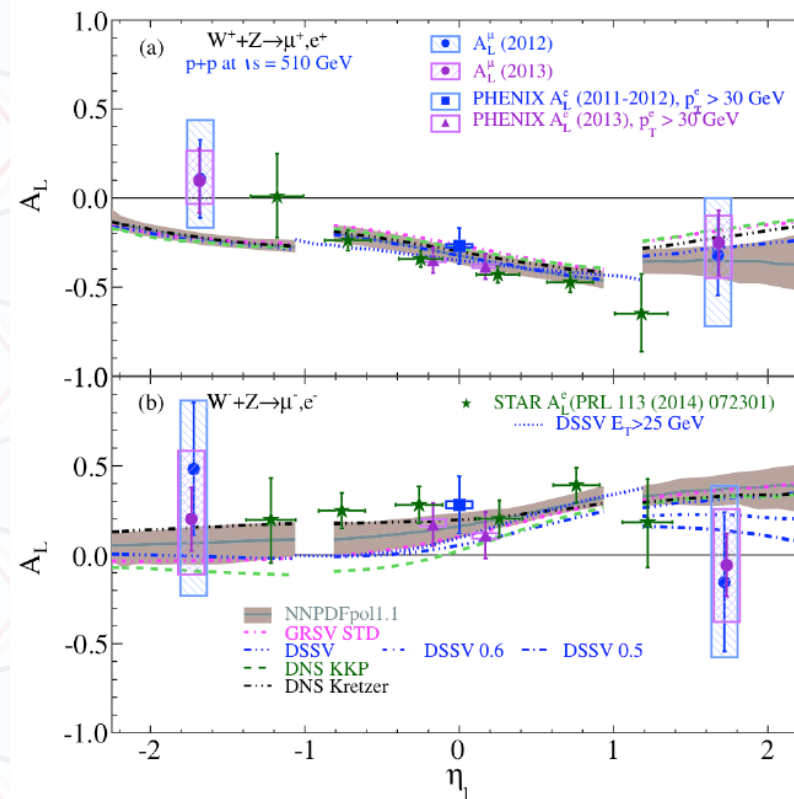 1.0
(a) W⁺+Z→μ⁺,e⁺
p+p at √s = 510 GeV
A_L^μ (2012)
A_L^μ (2013)
PHENIX A_L^e (2011-2012), p_T^e > 30 GeV
PHENIX A_L^e (2013), p_T^e > 30 GeV
0.5
A_L
0.0
-0.5
-1.0
1.0
(b) W⁻+Z→μ⁻,e⁻
STAR A_L^e(PRL 113 (2014) 072301)
DSSV E_T>25 GeV
0.5
A_L
0.0
NNPDFpol1.1
GRSV STD
DSSV DSSV 0.6 DSSV 0.5
DNS KKP
DNS Kretzer
-0.5
-1.0
-2 -1 0 1 2
η_l